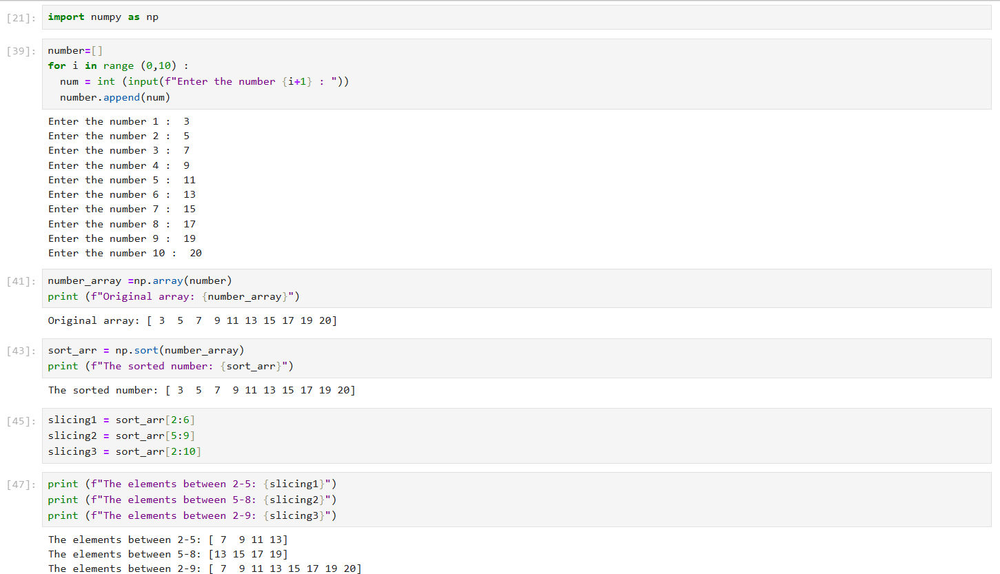 [21]: import numpy as np
[39]: number=[]
for i in range (0,10) :
  num = int (input(f"Enter the number {i+1} : "))
  number.append(num)
Enter the number 1 :  3
Enter the number 2 :  5
Enter the number 3 :  7
Enter the number 4 :  9
Enter the number 5 :  11
Enter the number 6 :  13
Enter the number 7 :  15
Enter the number 8 :  17
Enter the number 9 :  19
Enter the number 10 :  20
[41]: number_array =np.array(number)
print (f"Original array: {number_array}")
Original array: [ 3  5  7  9 11 13 15 17 19 20]
[43]: sort_arr = np.sort(number_array)
print (f"The sorted number: {sort_arr}")
The sorted number: [ 3  5  7  9 11 13 15 17 19 20]
[45]: slicing1 = sort_arr[2:6]
slicing2 = sort_arr[5:9]
slicing3 = sort_arr[2:10]
[47]: print (f"The elements between 2-5: {slicing1}")
print (f"The elements between 5-8: {slicing2}")
print (f"The elements between 2-9: {slicing3}")
The elements between 2-5: [ 7  9 11 13]
The elements between 5-8: [13 15 17 19]
The elements between 2-9: [ 7  9 11 13 15 17 19 20]